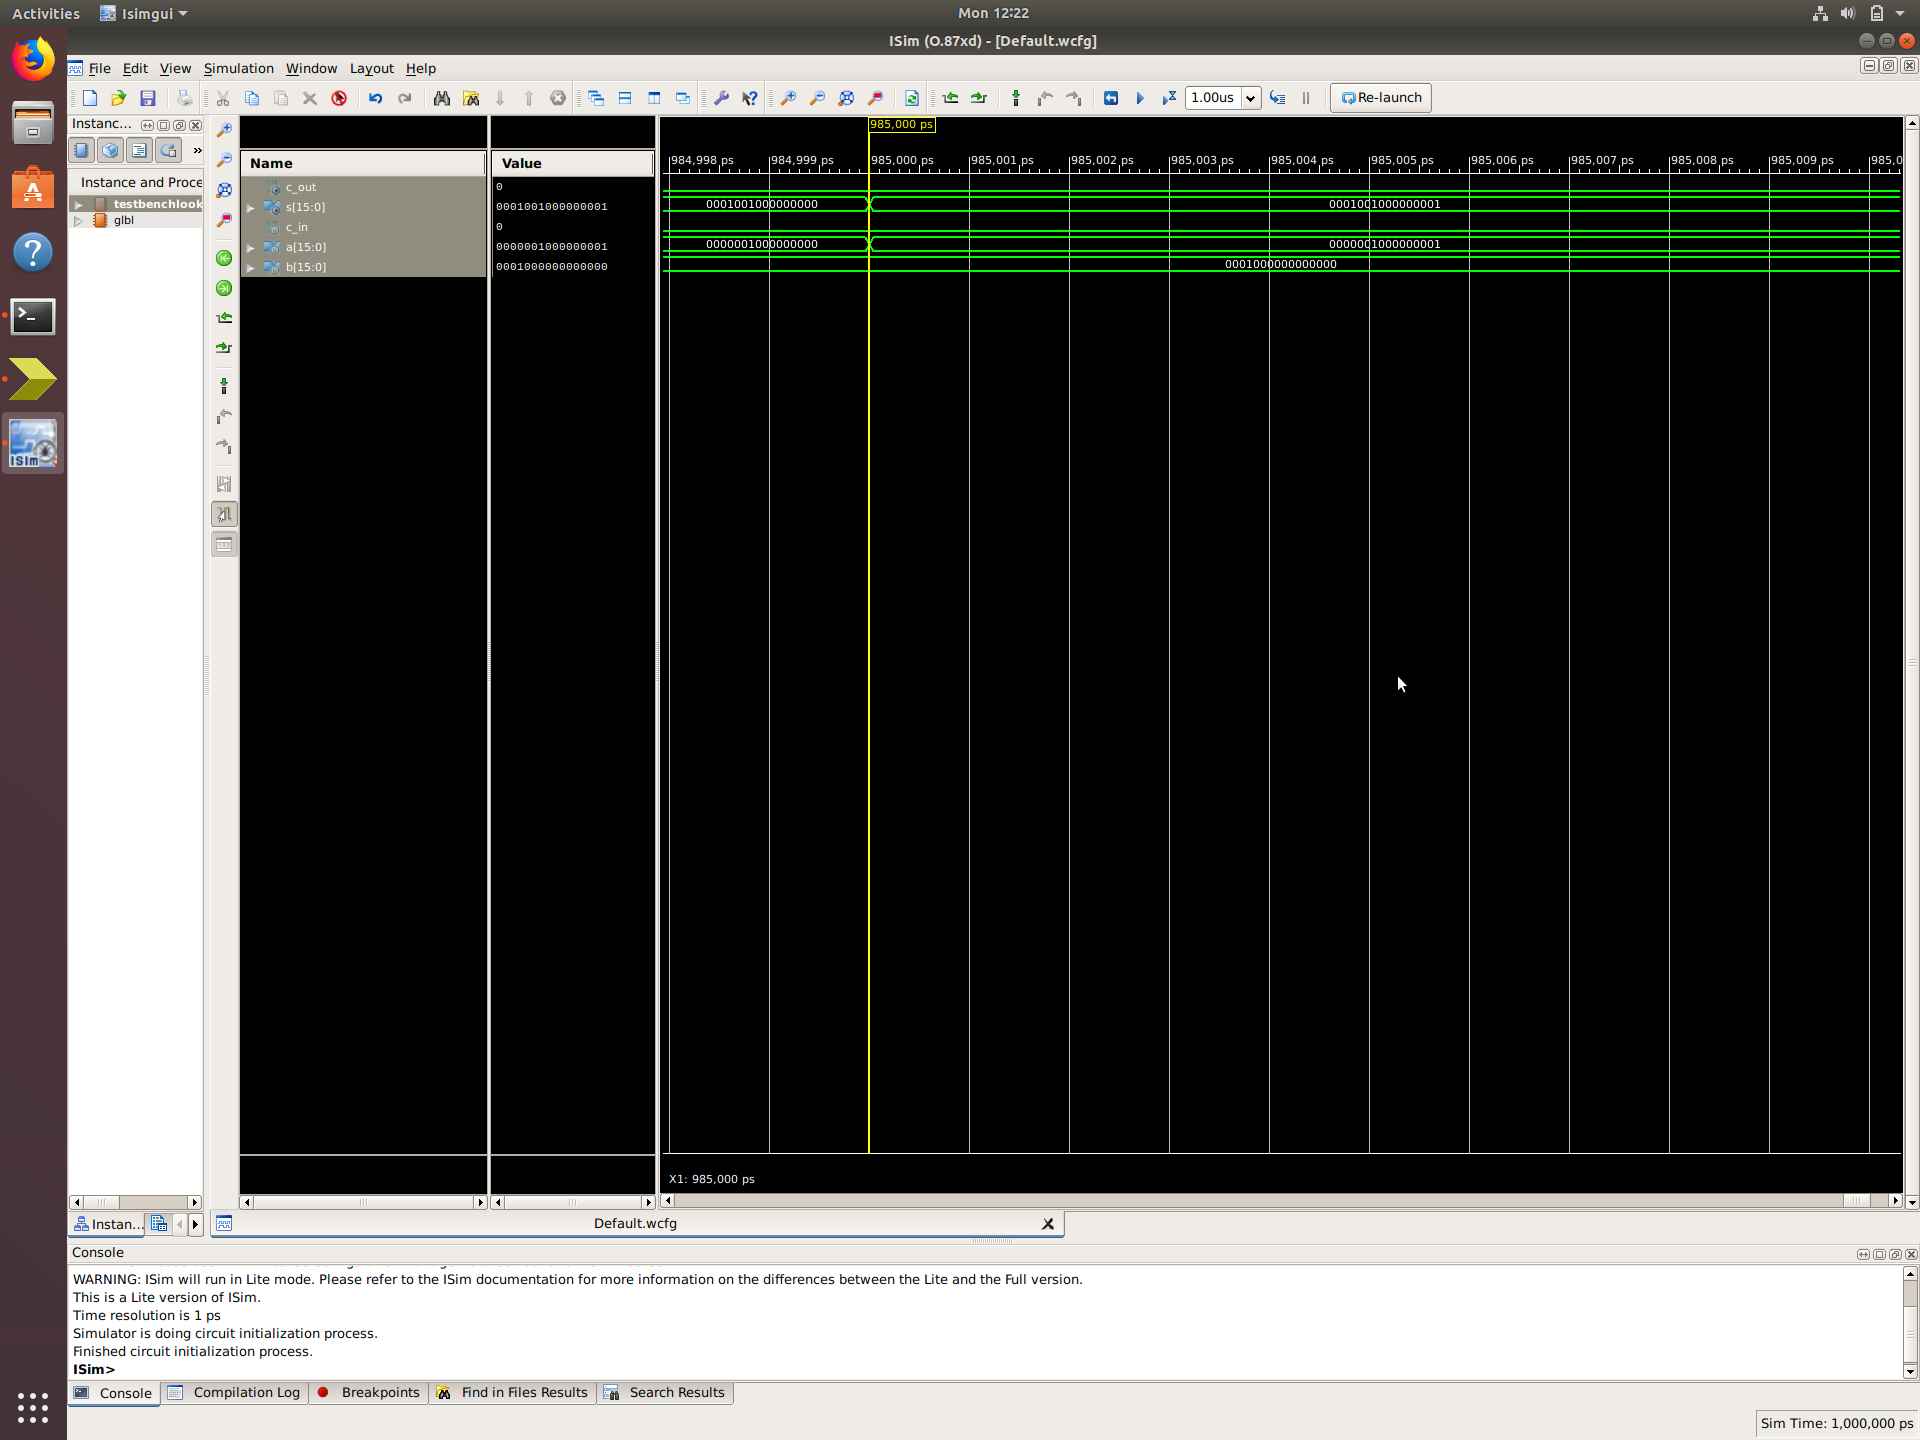 Activities Isimgui Mon 12:22
ISim (O.87xd) - [Default.wcfg]
File Edit View Simulation Window Layout Help
1.00us Re-launch
Instanc... »
985,000 ps
Instance and Proce
testbenchlook
glbl
Name Value
984,998 ps 984,999 ps 985,000 ps 985,001 ps 985,002 ps 985,003 ps 985,004 ps 985,005 ps 985,006 ps 985,007 ps 985,008 ps 985,009 ps 985,0
c_out 0
s[15:0] 0001001000000001 0001001000000000 0001001000000001
c_in 0
a[15:0] 0000001000000001 0000001000000000 0000001000000001
b[15:0] 0001000000000000 0001000000000000
ISim
X1: 985,000 ps
Instan...
Default.wcfg
Console
WARNING: ISim will run in Lite mode. Please refer to the ISim documentation for more information on the differences between the Lite and the Full version.
This is a Lite version of ISim.
Time resolution is 1 ps
Simulator is doing circuit initialization process.
Finished circuit initialization process.
ISim>
Console Compilation Log Breakpoints Find in Files Results Search Results
Sim Time: 1,000,000 ps